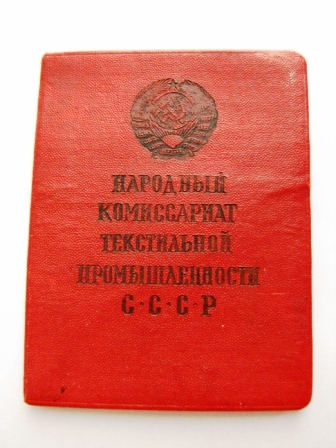 НАРОДНЫЙ
КОМИССАРИАТ
ТЕКСТИЛЬНОЙ
ПРОМЫШЛЕННОСТИ
С·С·С·Р